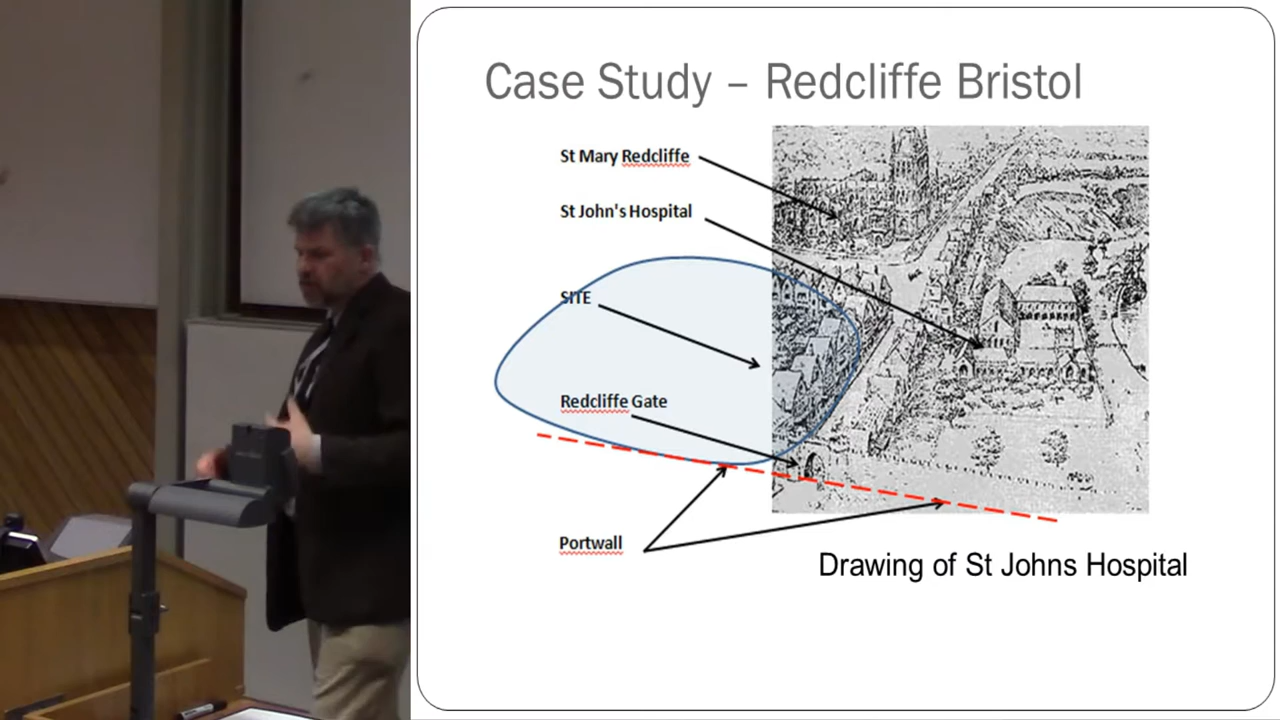 Case Study – Redcliffe Bristol
St Mary Redcliffe
St John's Hospital
SITE
Redcliffe Gate
Portwall
Drawing of St Johns Hospital